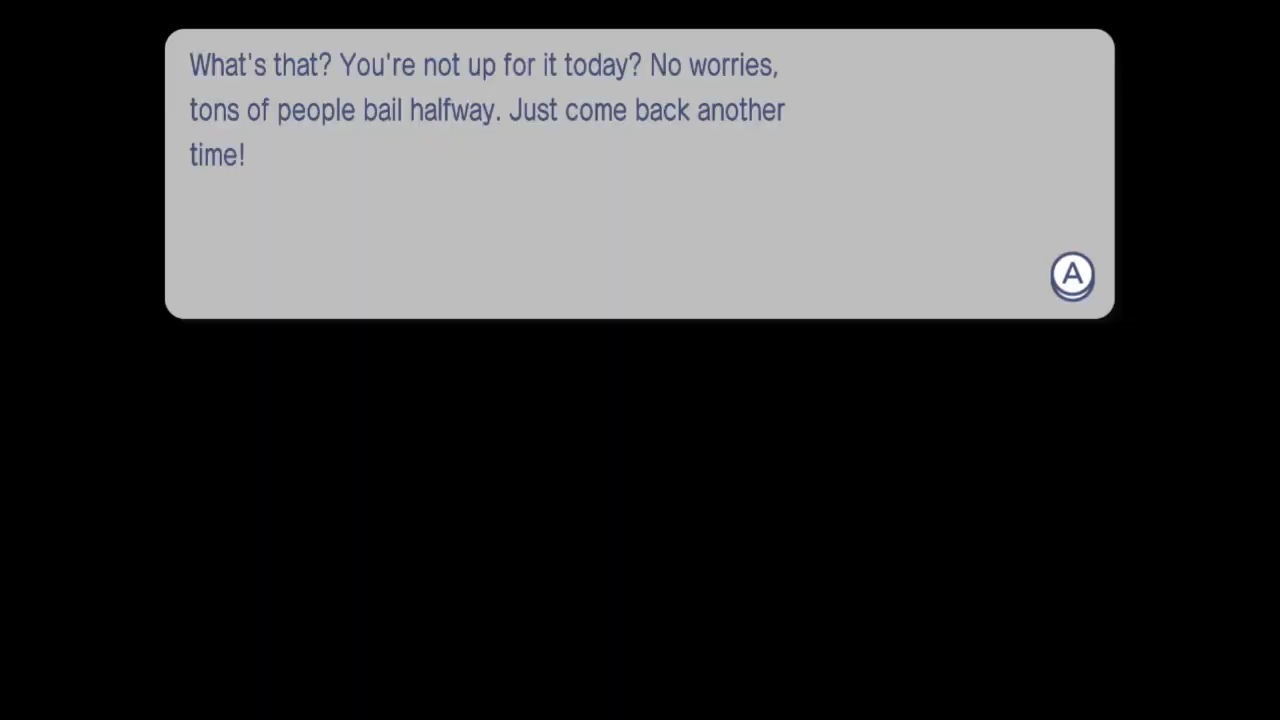 What's that? You're not up for it today? No worries,
tons of people bail halfway. Just come back another
time!
A